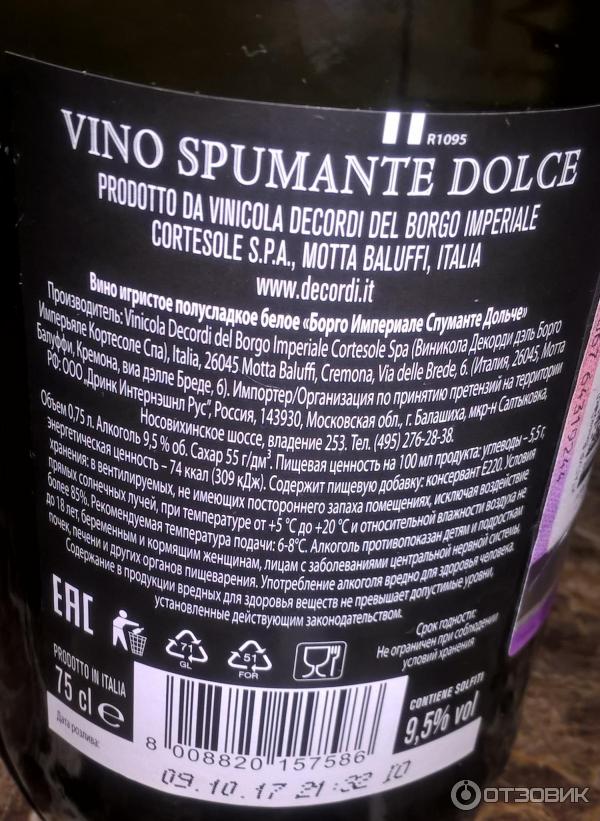 R1095
VINO SPUMANTE DOLCE
PRODOTTO DA VINICOLA DECORDI DEL BORGO IMPERIALE
CORTESOLE S.P.A., MOTTA BALUFFI, ITALIA
www.decordi.it
Вино игристое полусладкое белое «Борго Империале Спуманте Дольче»
Производитель: Vinicola Decordi del Borgo Imperiale Cortesole Spa (Виникола Декорди дэль Борго
Империале Кортесоле Спа), Italia, 26045 Motta Baluffi, Cremona, Via delle Brede, 6. (Италия, 26045, Мотта
Балуффи, Кремона, виа дэлле Бреде, 6). Импортер/Организация по принятию претензий на территории
РФ: ООО „Дринк Интернэшнл Рус", Россия, 143930, Московская обл., г. Балашиха, мкр-н Салтыковка,
Носовихинское шоссе, владение 253. Тел. (495) 276-28-38.
Объем 0,75 л. Алкоголь 9,5 % об. Сахар 55 г/дм³. Пищевая ценность на 100 мл продукта: углеводы – 5,5 г,
энергетическая ценность – 74 ккал (309 кДж). Содержит пищевую добавку: консервант Е220. Условия
хранения: в вентилируемых, не имеющих постороннего запаха помещениях, исключая воздействие
прямых солнечных лучей, при температуре от +5 °С до +20 °С и относительной влажности воздуха не
более 85%. Рекомендуемая температура подачи: 6-8°С. Алкоголь противопоказан детям и подросткам
до 18 лет, беременным и кормящим женщинам, лицам с заболеваниями центральной нервной системы,
почек, печени и других органов пищеварения. Употребление алкоголя вредно для здоровья человека.
Содержание в продукции вредных для здоровья веществ не превышает допустимые уровни,
установленные действующим законодательством.
Срок годности:
Не ограничен при соблюдении
условий хранения
EAC
71
GL
51
FOR
PRODOTTO IN ITALIA
75 cl e
CONTIENE SOLFITI
9,5% vol
Дата розлива:
8 008820 157586
09.10.17 21:32 IO
ОТЗОВИК